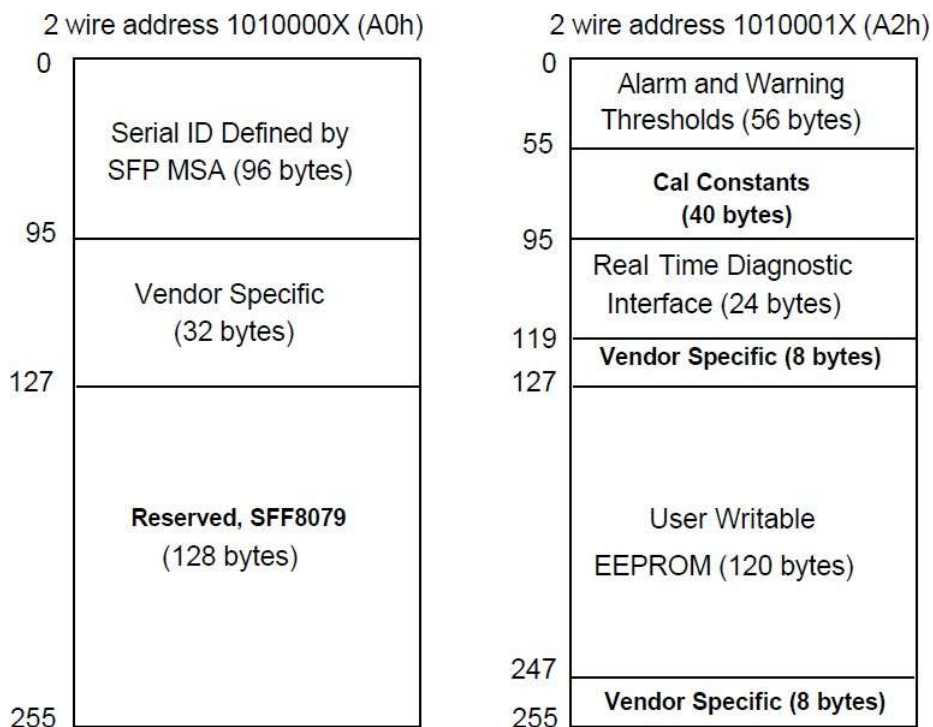 2 wire address 1010000X (A0h)
0
Serial ID Defined by
SFP MSA (96 bytes)
95
Vendor Specific
(32 bytes)
127
Reserved, SFF8079
(128 bytes)
255
2 wire address 1010001X (A2h)
0
Alarm and Warning
Thresholds (56 bytes)
55
Cal Constants
(40 bytes)
95
Real Time Diagnostic
Interface (24 bytes)
119
Vendor Specific (8 bytes)
127
User Writable
EEPROM (120 bytes)
247
Vendor Specific (8 bytes)
255